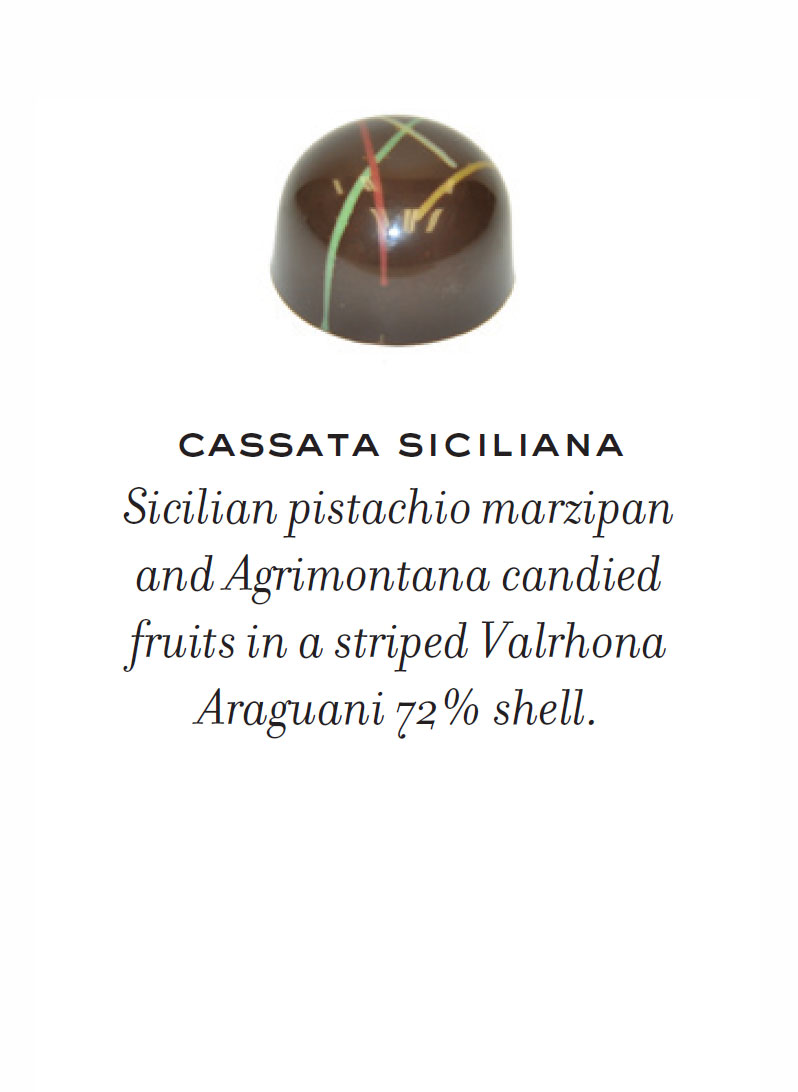 CASSATA SICILIANA
Sicilian pistachio marzipan
and Agrimontana candied
fruits in a striped Valrhona
Araguani 72% shell.